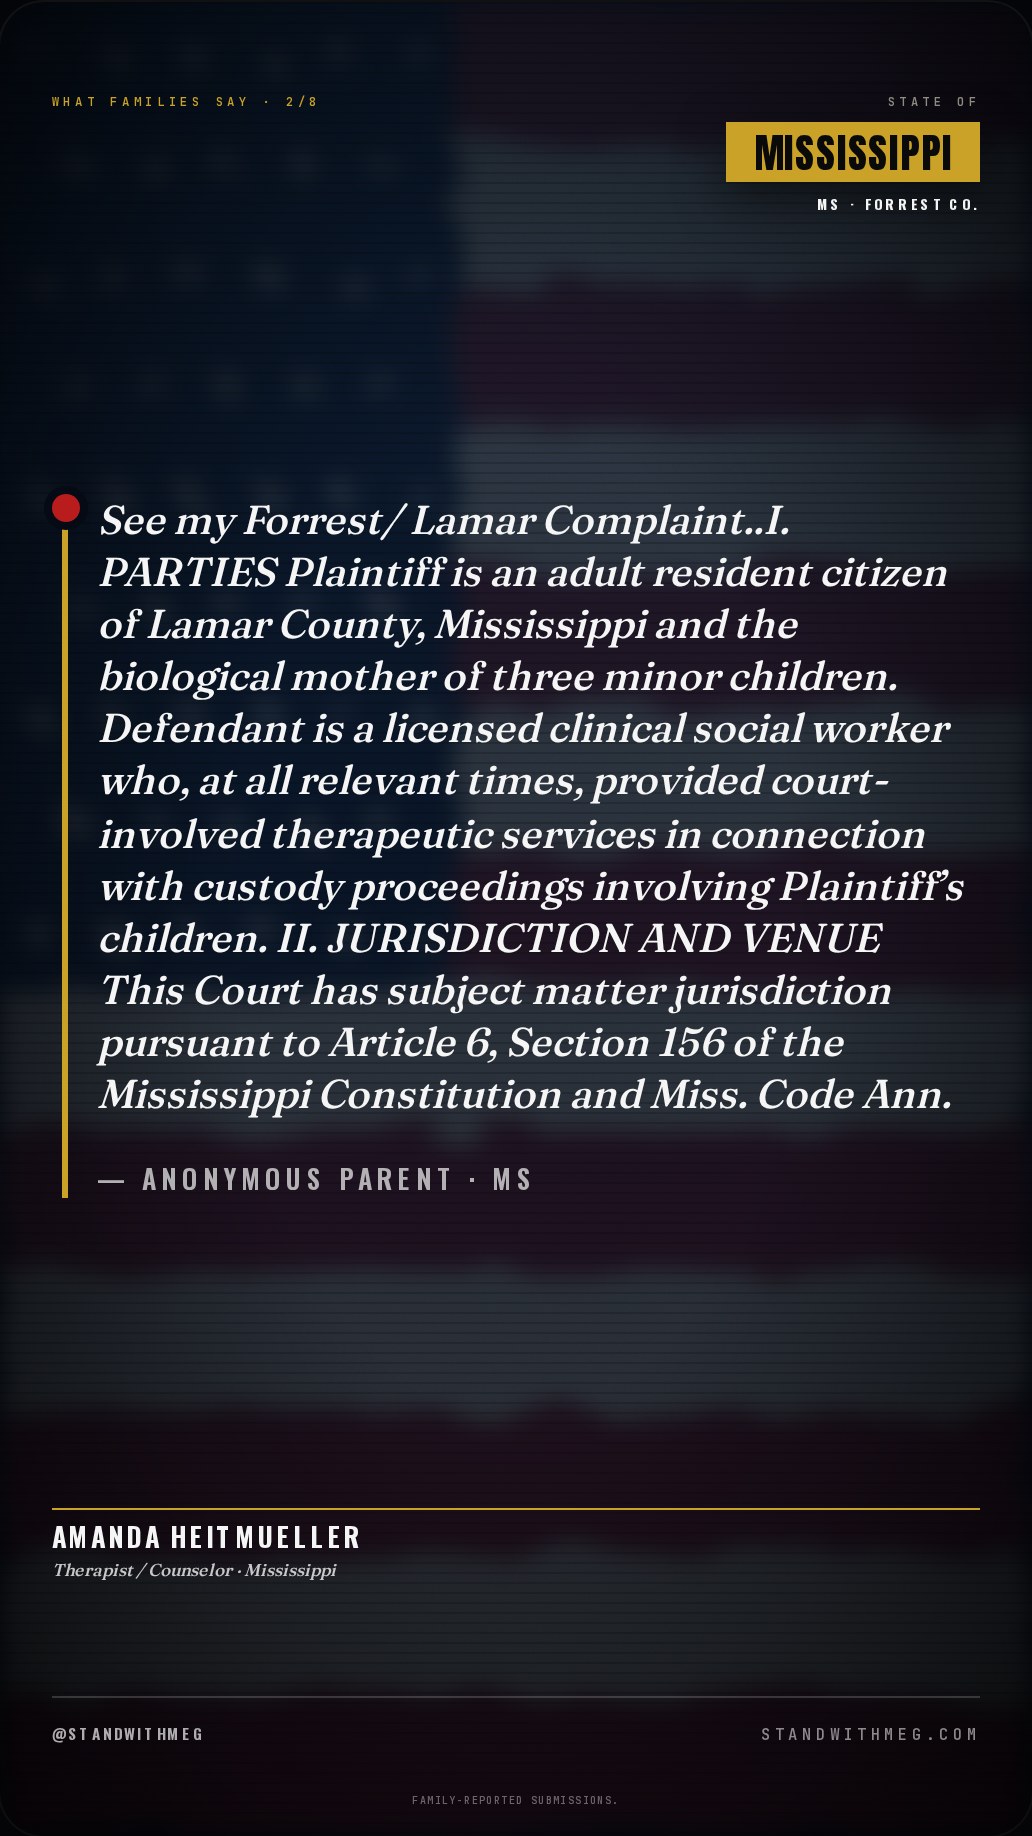 WHAT FAMILIES SAY · 2/8
STATE OF
MISSISSIPPI
MS · FORREST CO.
See my Forrest/ Lamar Complaint..I.
PARTIES Plaintiff is an adult resident citizen
of Lamar County, Mississippi and the
biological mother of three minor children.
Defendant is a licensed clinical social worker
who, at all relevant times, provided court-
involved therapeutic services in connection
with custody proceedings involving Plaintiff’s
children. II. JURISDICTION AND VENUE
This Court has subject matter jurisdiction
pursuant to Article 6, Section 156 of the
Mississippi Constitution and Miss. Code Ann.
— ANONYMOUS PARENT · MS
AMANDA HEITMUELLER
Therapist / Counselor · Mississippi
@STANDWITHMEG
STANDWITHMEG.COM
FAMILY-REPORTED SUBMISSIONS.